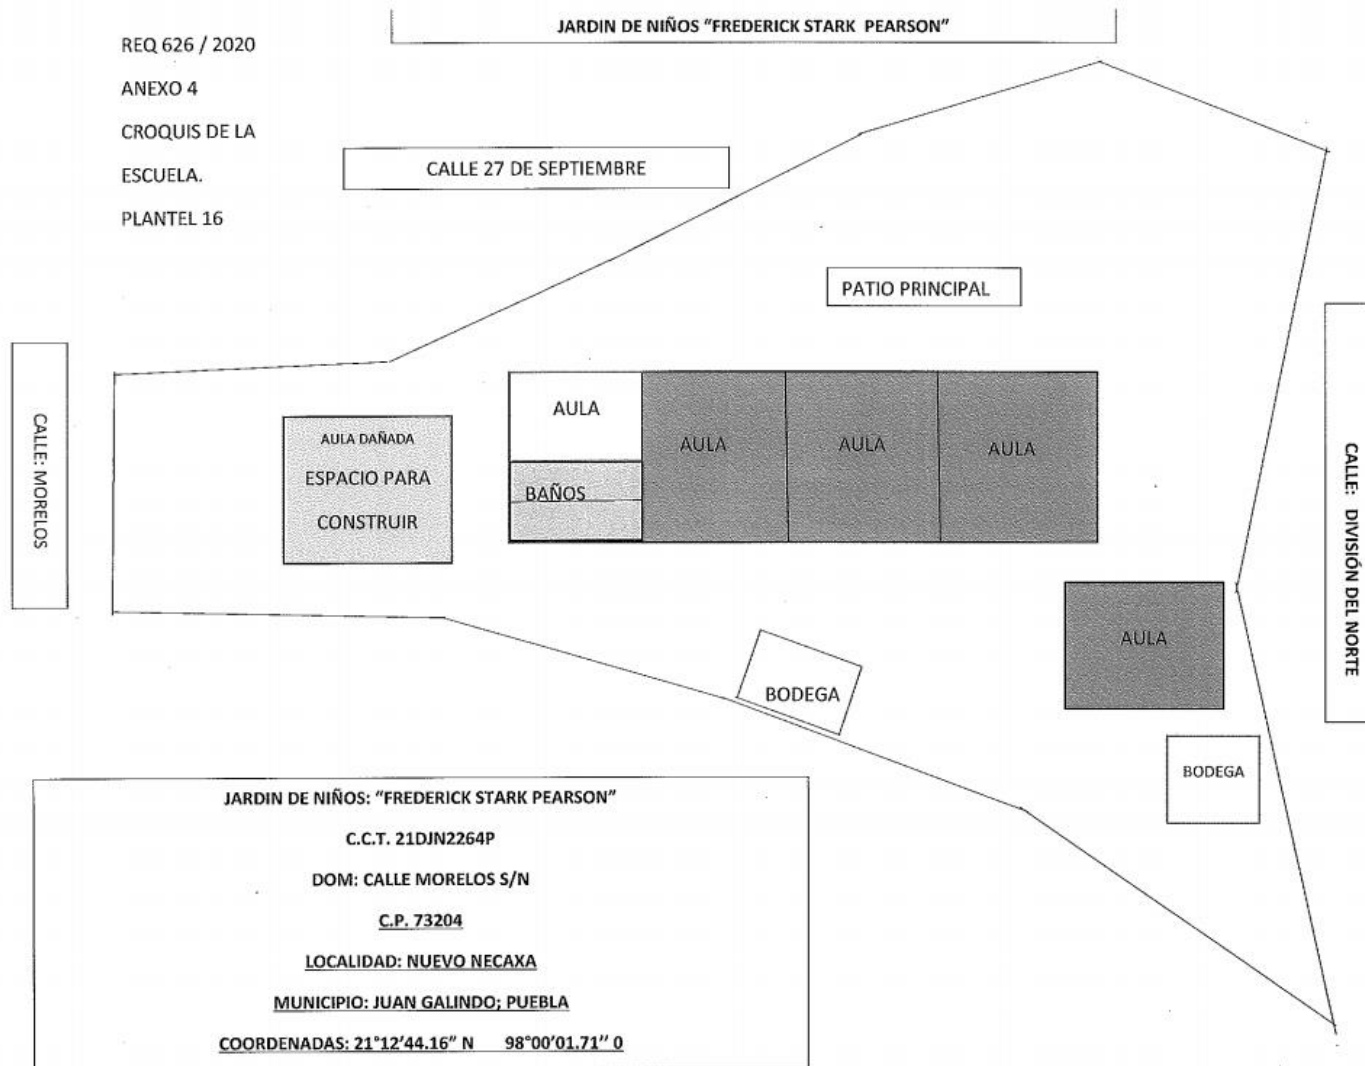 JARDIN DE NIÑOS "FREDERICK STARK PEARSON"
REQ 626 / 2020
ANEXO 4
CROQUIS DE LA
ESCUELA.
PLANTEL 16
CALLE 27 DE SEPTIEMBRE
PATIO PRINCIPAL
CALLE: MORELOS
AULA DAÑADA
ESPACIO PARA
CONSTRUIR
AULA
BAÑOS
AULA
AULA
AULA
CALLE: DIVISIÓN DEL NORTE
AULA
BODEGA
BODEGA
JARDIN DE NIÑOS: "FREDERICK STARK PEARSON"
C.C.T. 21DJN2264P
DOM: CALLE MORELOS S/N
C.P. 73204
LOCALIDAD: NUEVO NECAXA
MUNICIPIO: JUAN GALINDO; PUEBLA
COORDENADAS: 21°12'44.16" N 98°00'01.71'' 0